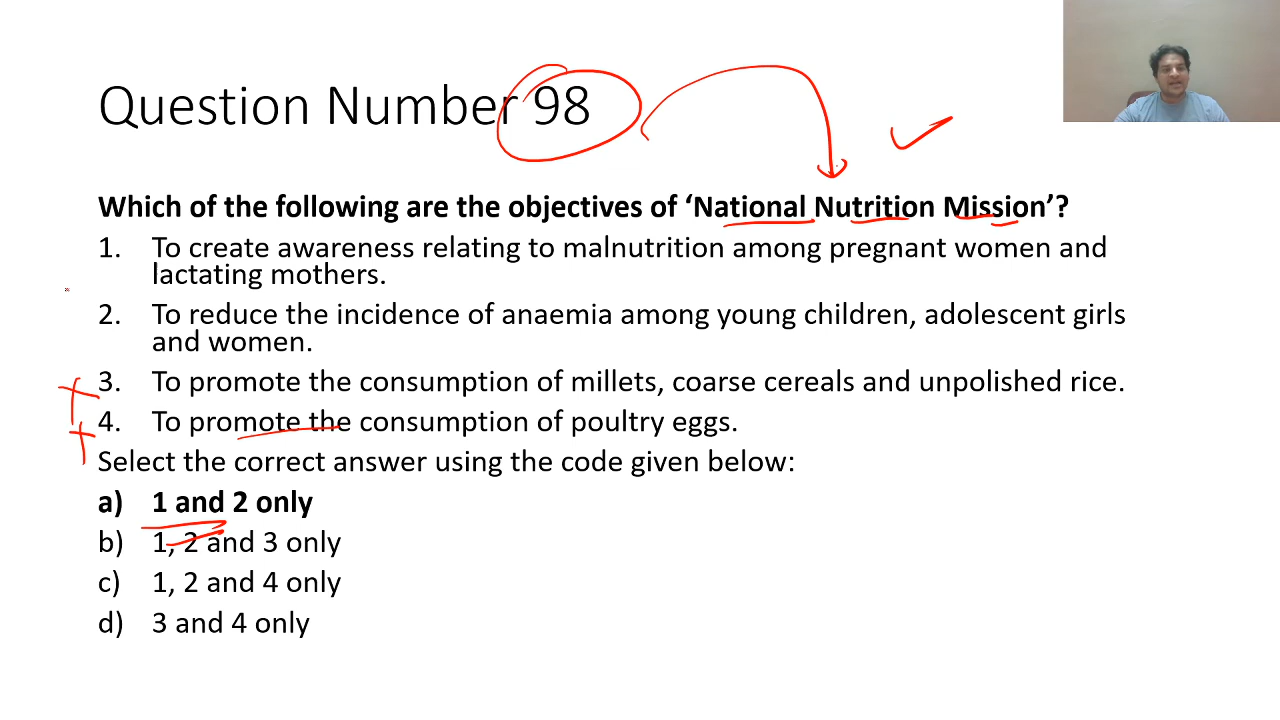 Question Number 98
Which of the following are the objectives of ‘National Nutrition Mission’?
1. To create awareness relating to malnutrition among pregnant women and
lactating mothers.
2. To reduce the incidence of anaemia among young children, adolescent girls
and women.
3. To promote the consumption of millets, coarse cereals and unpolished rice.
4. To promote the consumption of poultry eggs.
Select the correct answer using the code given below:
a) 1 and 2 only
b) 1, 2 and 3 only
c) 1, 2 and 4 only
d) 3 and 4 only